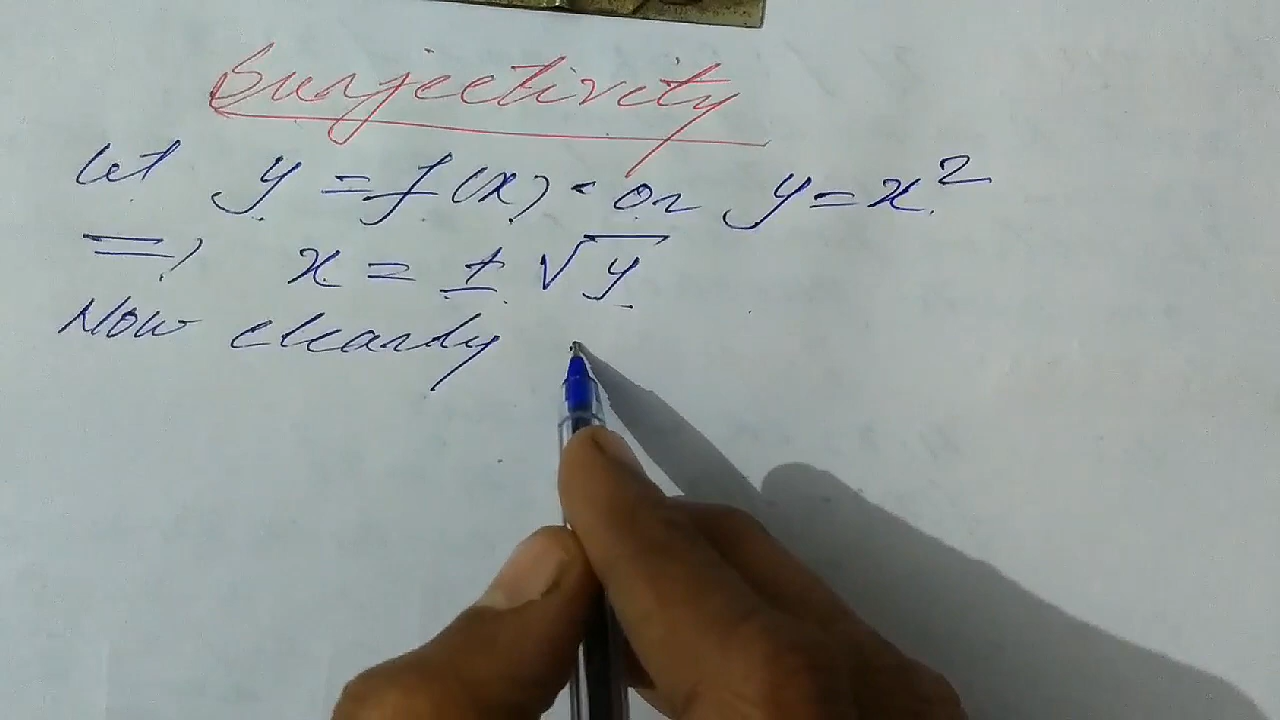 Surjectivity
Let y = f(x). or y = x²
⇒, x = ± √y
Now clearly